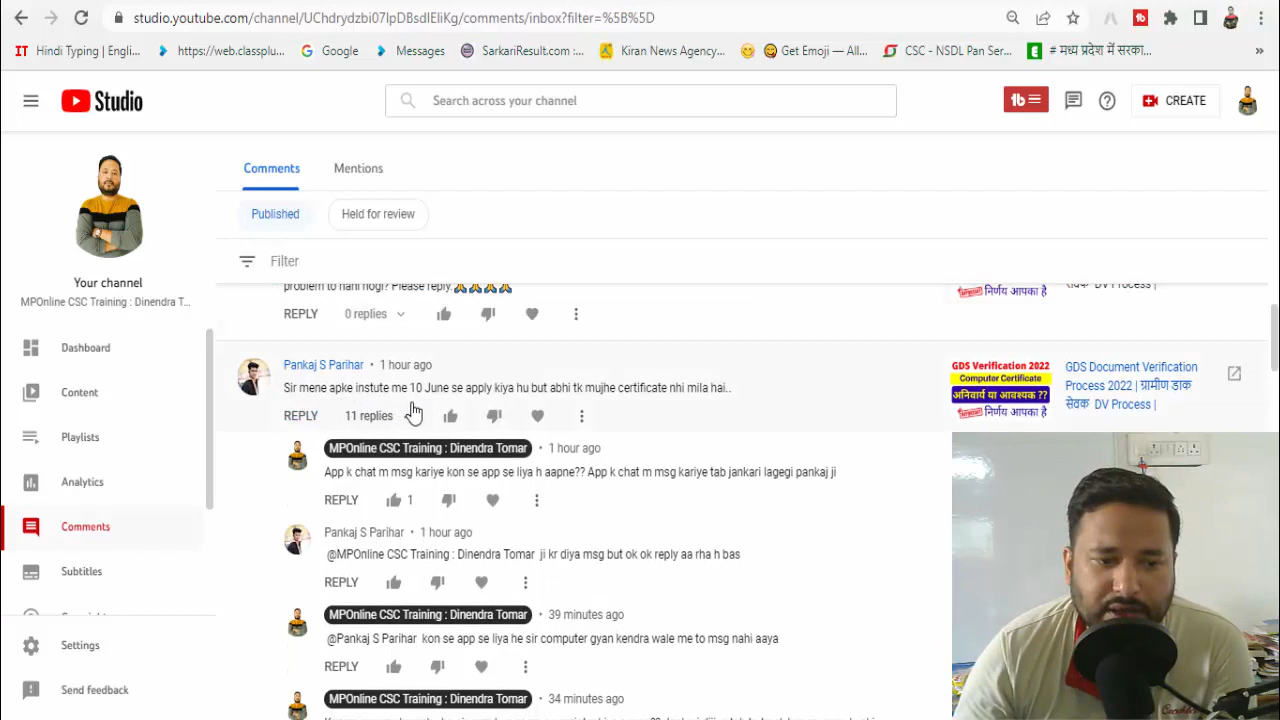 studio.youtube.com/channel/UChdrydzbi07IpDBsdIEIiKg/comments/inbox?filter=%5B%5D
Hindi Typing | Engl...
https://web.classplu...
Google
Messages
SarkariResult.com :...
Kiran News Agency...
Get Emoji — All...
CSC - NSDL Pan Ser...
# मध्य प्रदेश में सरका...
»
Studio
Search across your channel
CREATE
Comments
Mentions
Published
Held for review
Filter
Your channel
MPOnline CSC Training : Dinendra T...
Dashboard
Content
Playlists
Analytics
Comments
Subtitles
Settings
Send feedback
problem to nahi hogi? Please reply.🙏🙏🙏🙏
REPLY 0 replies
निर्णय आपका है
सेवक DV Process |
Pankaj S Parihar • 1 hour ago
Sir mene apke instute me 10 June se apply kiya hu but abhi tk mujhe certificate nhi mila hai..
REPLY 11 replies
GDS Verification 2022
Computer Certificate
अनिवार्य या आवश्यक ??
निर्णय आपका है
GDS Document Verification
Process 2022 | ग्रामीण डाक
सेवक DV Process |
MPOnline CSC Training : Dinendra Tomar • 1 hour ago
App k chat m msg kariye kon se app se liya h aapne?? App k chat m msg kariye tab jankari lagegi pankaj ji
REPLY 1
Pankaj S Parihar • 1 hour ago
@MPOnline CSC Training : Dinendra Tomar ji kr diya msg but ok ok reply aa rha h bas
REPLY
MPOnline CSC Training : Dinendra Tomar • 39 minutes ago
@Pankaj S Parihar kon se app se liya he sir computer gyan kendra wale me to msg nahi aaya
REPLY
MPOnline CSC Training : Dinendra Tomar • 34 minutes ago